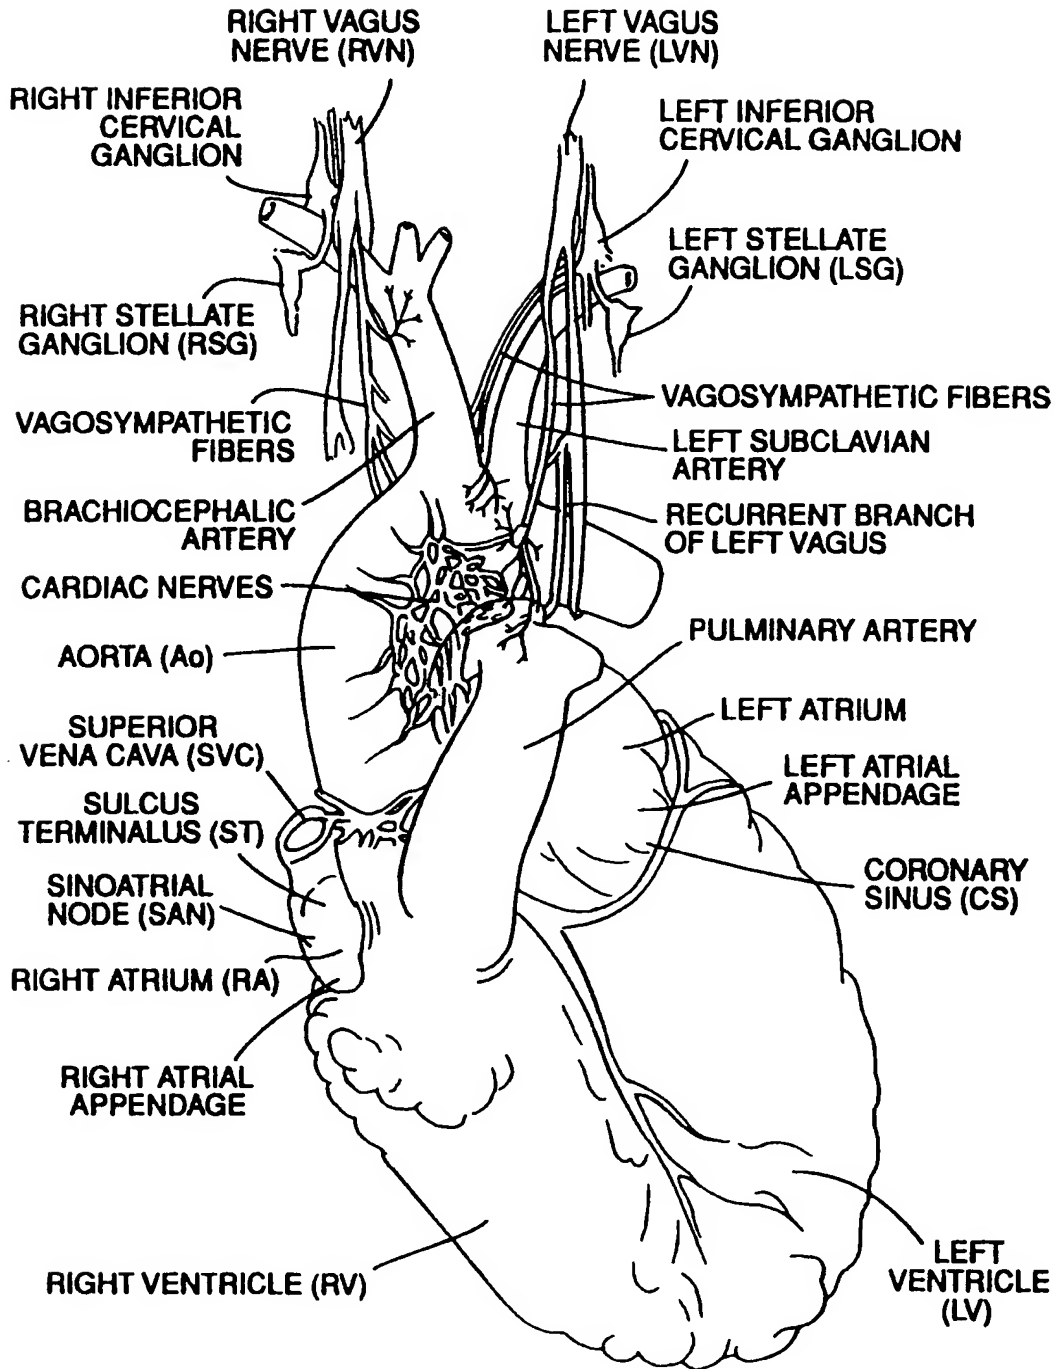 RIGHT VAGUS
NERVE (RVN)
LEFT VAGUS
NERVE (LVN)
RIGHT INFERIOR
CERVICAL
GANGLION
LEFT INFERIOR
CERVICAL GANGLION
LEFT STELLATE
GANGLION (LSG)
RIGHT STELLATE
GANGLION (RSG)
VAGOSYMPATHETIC
FIBERS
VAGOSYMPATHETIC FIBERS
LEFT SUBCLAVIAN
ARTERY
BRACHIOCEPHALIC
ARTERY
RECURRENT BRANCH
OF LEFT VAGUS
CARDIAC NERVES
PULMINARY ARTERY
AORTA (Ao)
LEFT ATRIUM
SUPERIOR
VENA CAVA (SVC)
LEFT ATRIAL
APPENDAGE
SULCUS
TERMINALUS (ST)
CORONARY
SINUS (CS)
SINOATRIAL
NODE (SAN)
RIGHT ATRIUM (RA)
RIGHT ATRIAL
APPENDAGE
RIGHT VENTRICLE (RV)
LEFT
VENTRICLE
(LV)